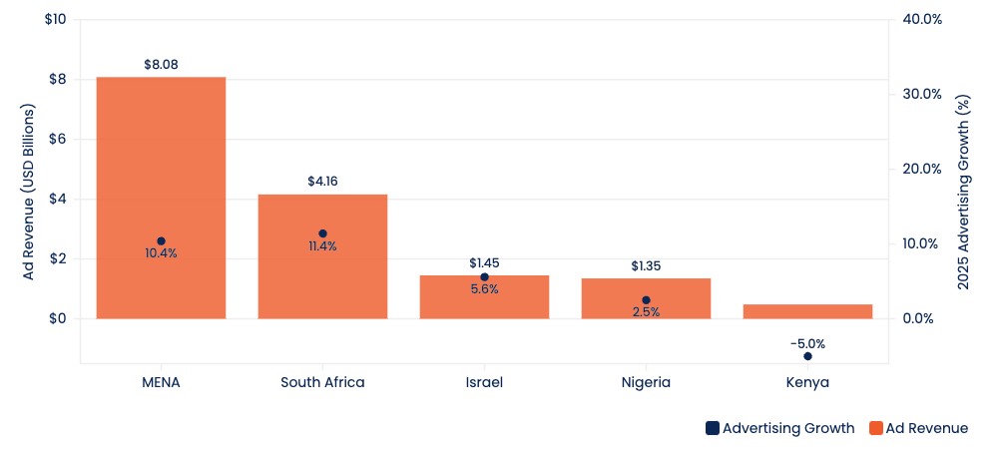 $10
$8
$6
$4
$2
$0
Ad Revenue (USD Billions)
$8.08
10.4%
$4.16
11.4%
$1.45
5.6%
$1.35
2.5%
-5.0%
40.0%
30.0%
20.0%
10.0%
0.0%
2025 Advertising Growth (%)
MENA
South Africa
Israel
Nigeria
Kenya
Advertising Growth
Ad Revenue